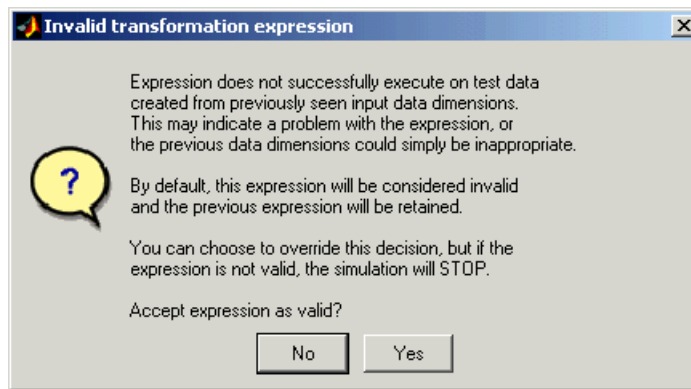 Invalid transformation expression
Expression does not successfully execute on test data
created from previously seen input data dimensions.
This may indicate a problem with the expression, or
the previous data dimensions could simply be inappropriate.
By default, this expression will be considered invalid
and the previous expression will be retained.
You can choose to override this decision, but if the
expression is not valid, the simulation will STOP.
Accept expression as valid?
No Yes